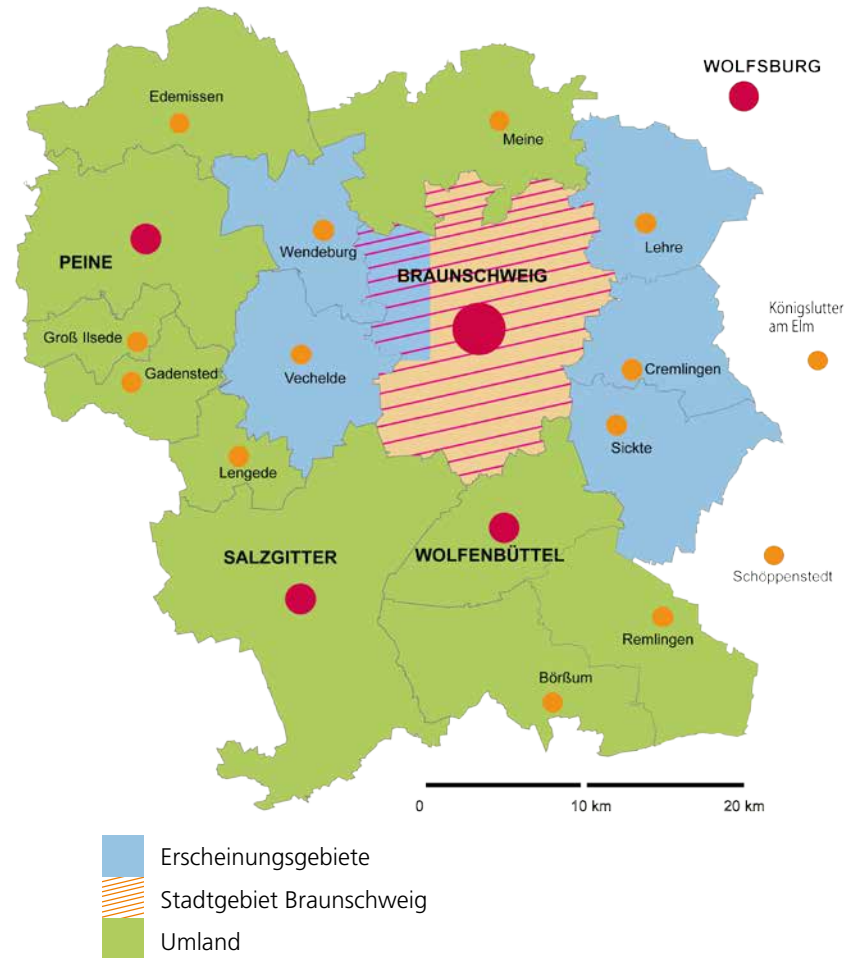 WOLFSBURG
Edemissen
Meine
Wendeburg
Lehre
PEINE
BRAUNSCHWEIG
Königslutter
am Elm
Groß Ilsede
Gadensted
Vechelde
Cremlingen
Sickte
Lengede
SALZGITTER
WOLFENBÜTTEL
Schöppenstedt
Remlingen
Börßum
0 10 km 20 km
Erscheinungsgebiete
Stadtgebiet Braunschweig
Umland